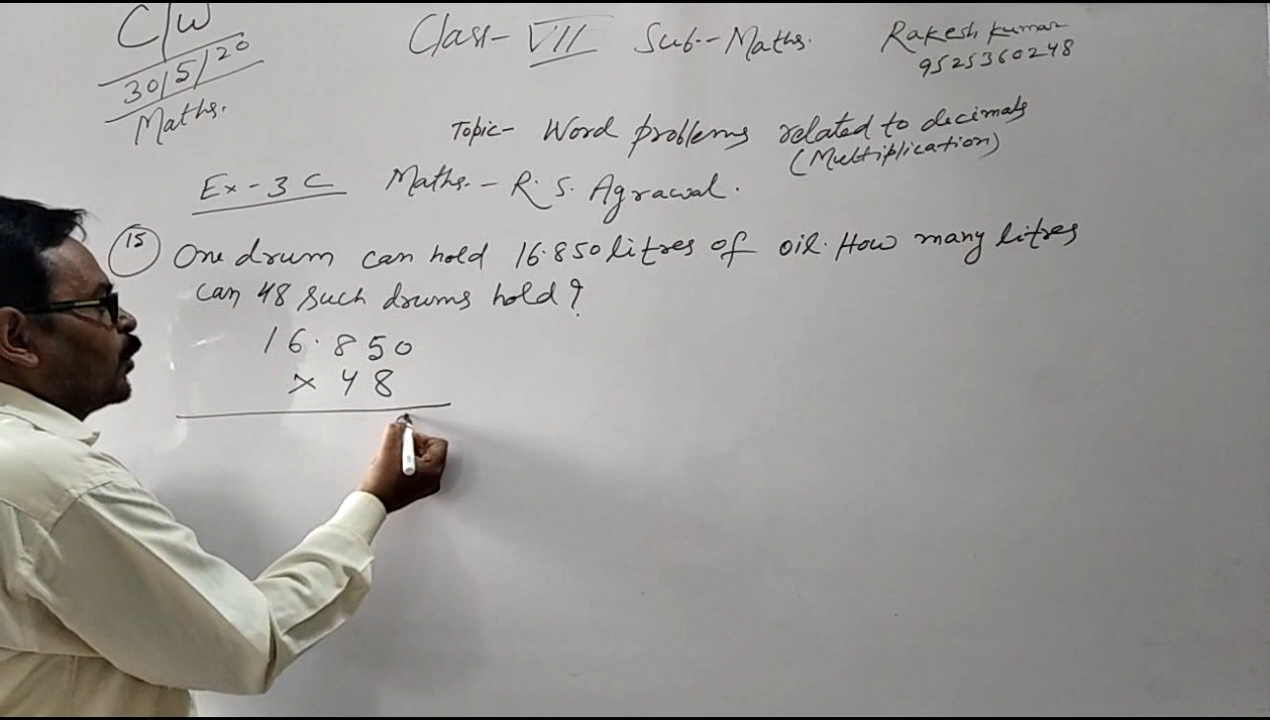 C/W
30/5/20
Maths.
Class- VII Sub.- Maths.
Rakesh kumar
9525360248
Topic- Word problems related to decimals
(Multiplication)
Ex-3C Maths.- R.S. Agrawal.
15 One drum can hold 16.850 litres of oil. How many litres
can 48 such drums hold?
16.850
× 48